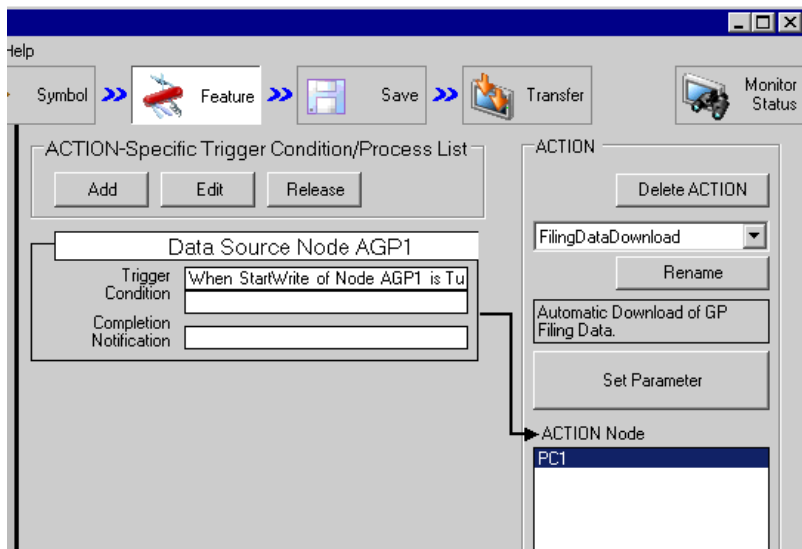 Help
Symbol
Feature
Save
Transfer
Monitor Status
ACTION-Specific Trigger Condition/Process List
Add
Edit
Release
Data Source Node AGP1
Trigger Condition
When StartWrite of Node AGP1 is Tu
Completion Notification
ACTION
Delete ACTION
FilingDataDownload
Rename
Automatic Download of GP
Filing Data.
Set Parameter
ACTION Node
PC1